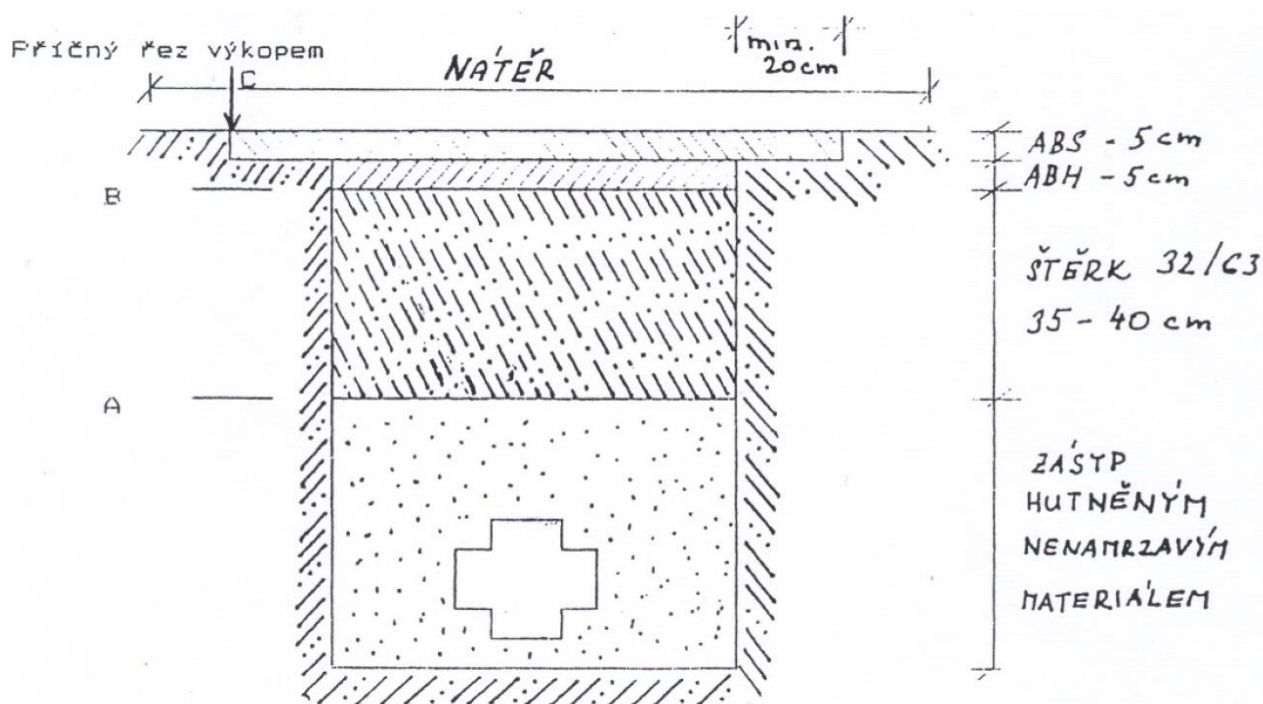 Příčný řez výkopem
C
NÁTĚR
min.
20cm
ABS - 5cm
ABH - 5cm
B
ŠTĚRK 32/63
35 - 40 cm
A
ZÁSYP
HUTNĚNÝM
NENAMRZAVÝM
MATERIÁLEM